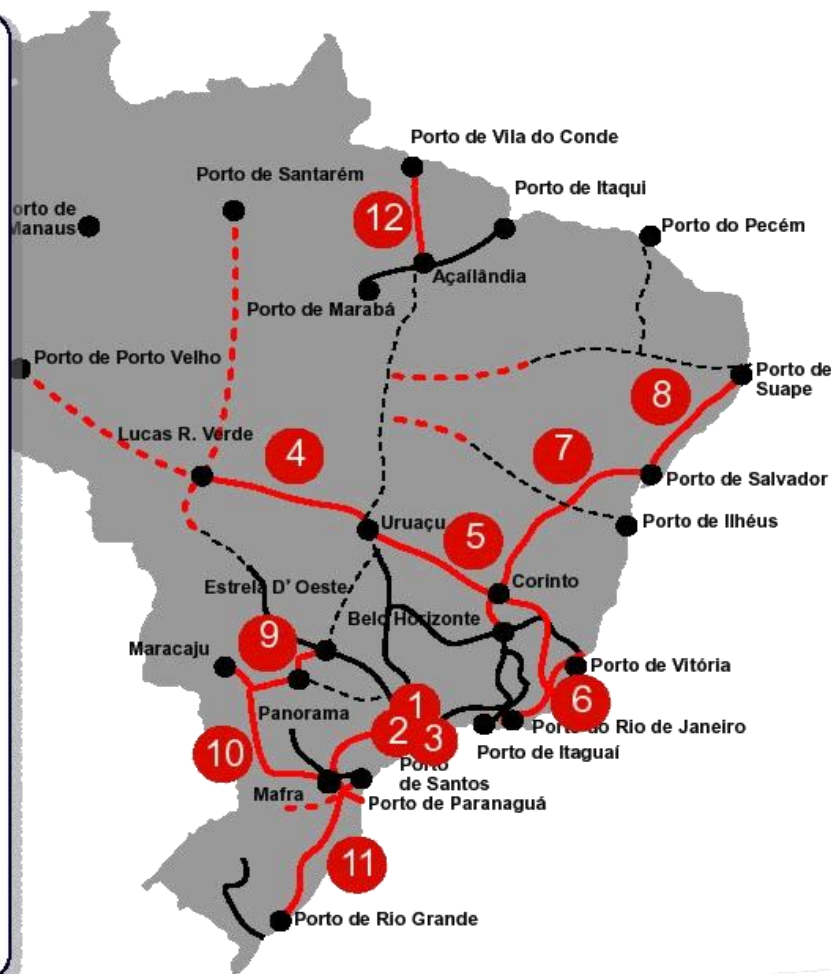 Porto de Vila do Conde
Porto de Santarém
Porto de Itaqui
12
orto de
Manaus
Porto do Pecém
Açailândia
Porto de Marabá
Porto de Porto Velho
Porto de
Suape
8
Lucas R. Verde
4
7
Porto de Salvador
Uruaçu
5
Porto de Ilhéus
Corinto
Estrela D' Oeste
Belo Horizonte
9
Maracaju
Porto de Vitória
1
6
Panorama
2
3
Porto do Rio de Janeiro
10
Porto de Itaguaí
Porto
de Santos
Mafra
Porto de Paranaguá
11
Porto de Rio Grande